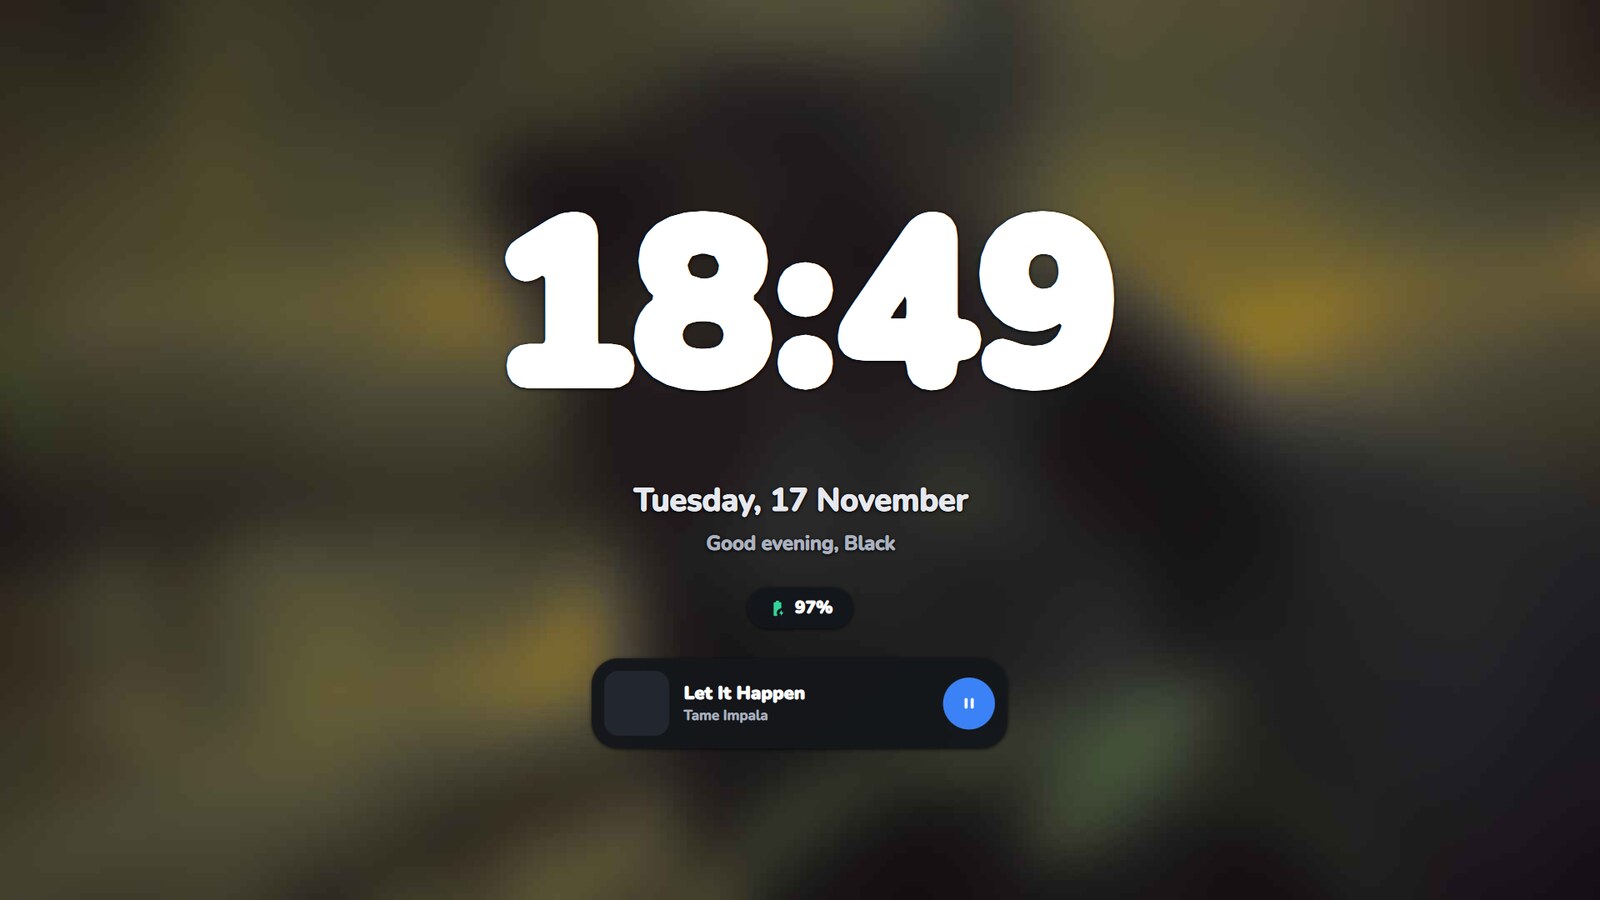 18:49
Tuesday, 17 November
Good evening, Black
97%
Let It Happen
Tame Impala